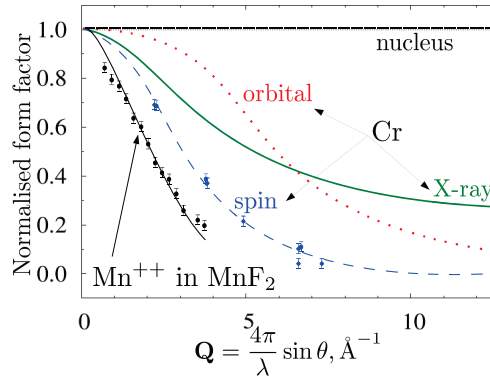 nucleus
1.0
orbital
0.8
Cr
0.6
0.4
X-ray
spin
0.2
0.0
Mn⁺⁺ in MnF₂
0
5
10
Normalised form factor
Q = 4π/λ sin θ, Å⁻¹